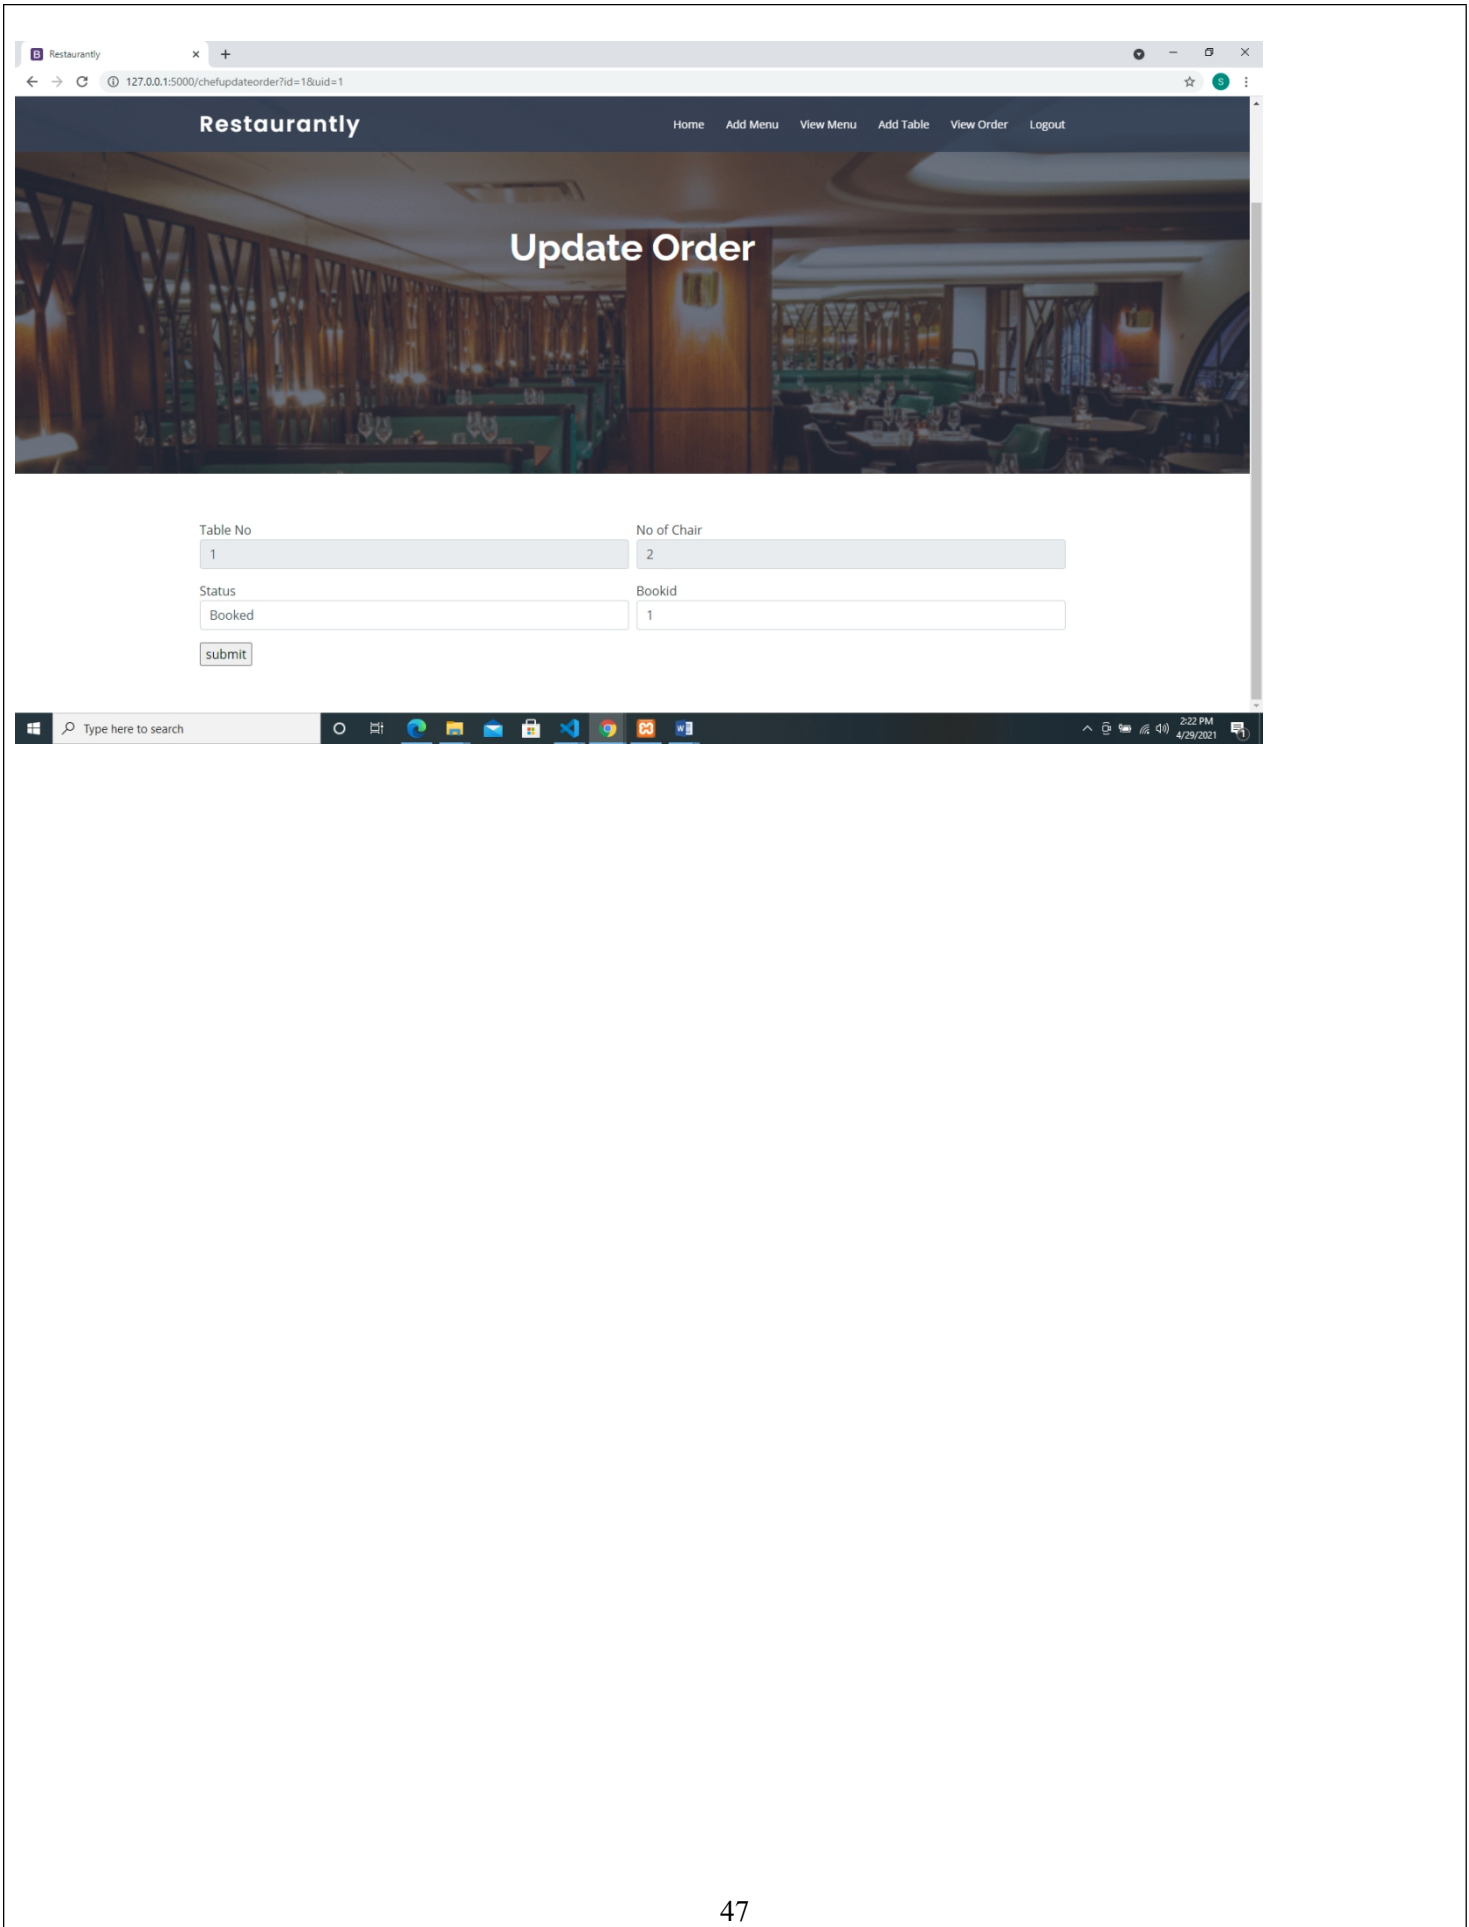 Restaurantly
127.0.0.1:5000/chefupdateorder?id=1&uid=1
S
Restaurantly Home Add Menu View Menu Add Table View Order Logout
Update Order
Table No No of Chair
1 2
Status Bookid
Booked 1
submit
Type here to search
2:22 PM
4/29/2021
47